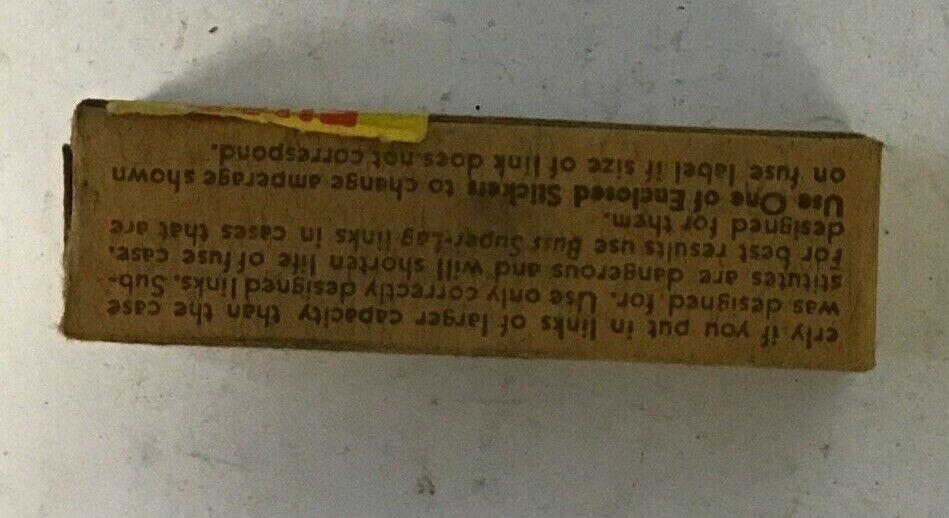 erly if you put in links of larger capacity than the case
was designed for. Use only correctly designed links. Sub-
stitutes are dangerous and will shorten life of fuse case.
For best results use Buss Super-Lag links in cases that are
designed for them.
Use One of Enclosed Stickers to change amperage shown
on fuse label if size of link does not correspond.